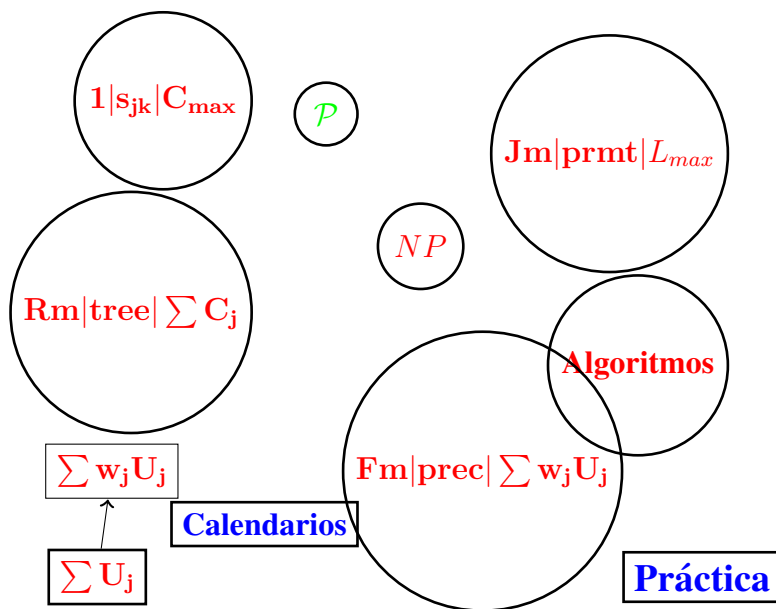 1|s_jk|C_max
𝒫
Jm|prmt|L_max
NP
Rm|tree| ∑ C_j
Algoritmos
∑ w_jU_j
Fm|prec| ∑ w_jU_j
Calendarios
∑ U_j
Práctica